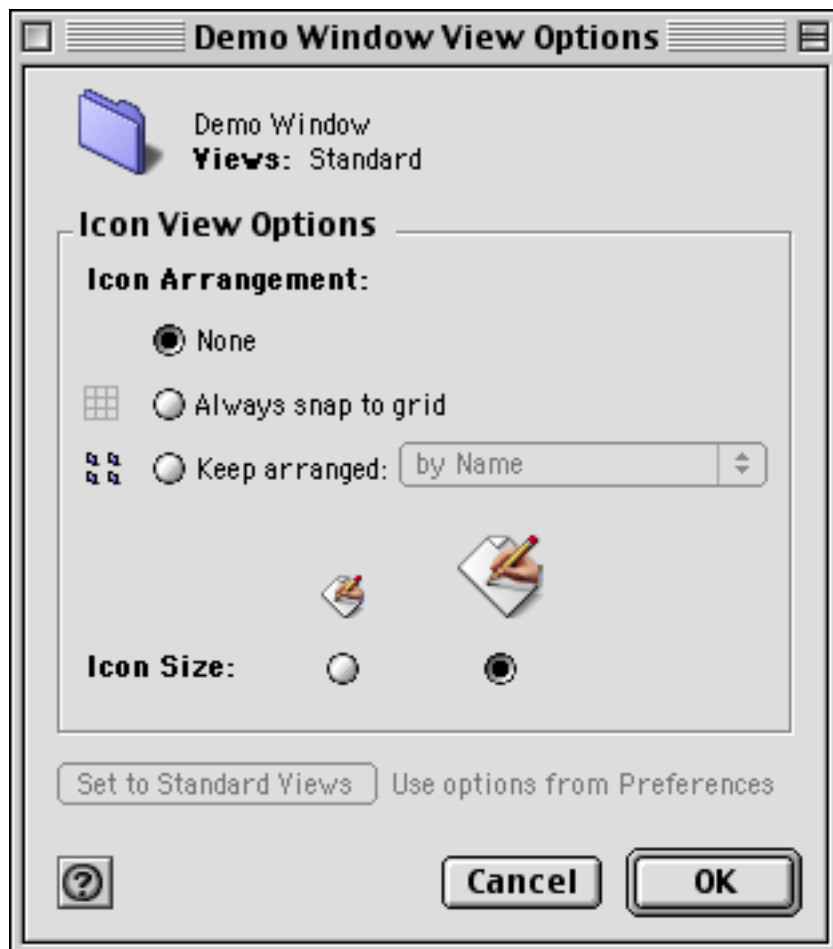 Demo Window View Options
Demo Window
Views: Standard
Icon View Options
Icon Arrangement:
None
Always snap to grid
Keep arranged: by Name
Icon Size:
Set to Standard Views Use options from Preferences
? Cancel OK